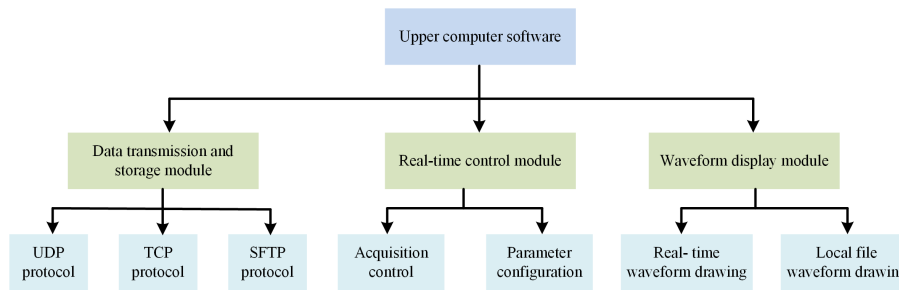 Upper computer software
Data transmission and
storage module
Real-time control module
Waveform display module
UDP
protocol
TCP
protocol
SFTP
protocol
Acquisition
control
Parameter
configuration
Real- time
waveform drawing
Local file
waveform drawin